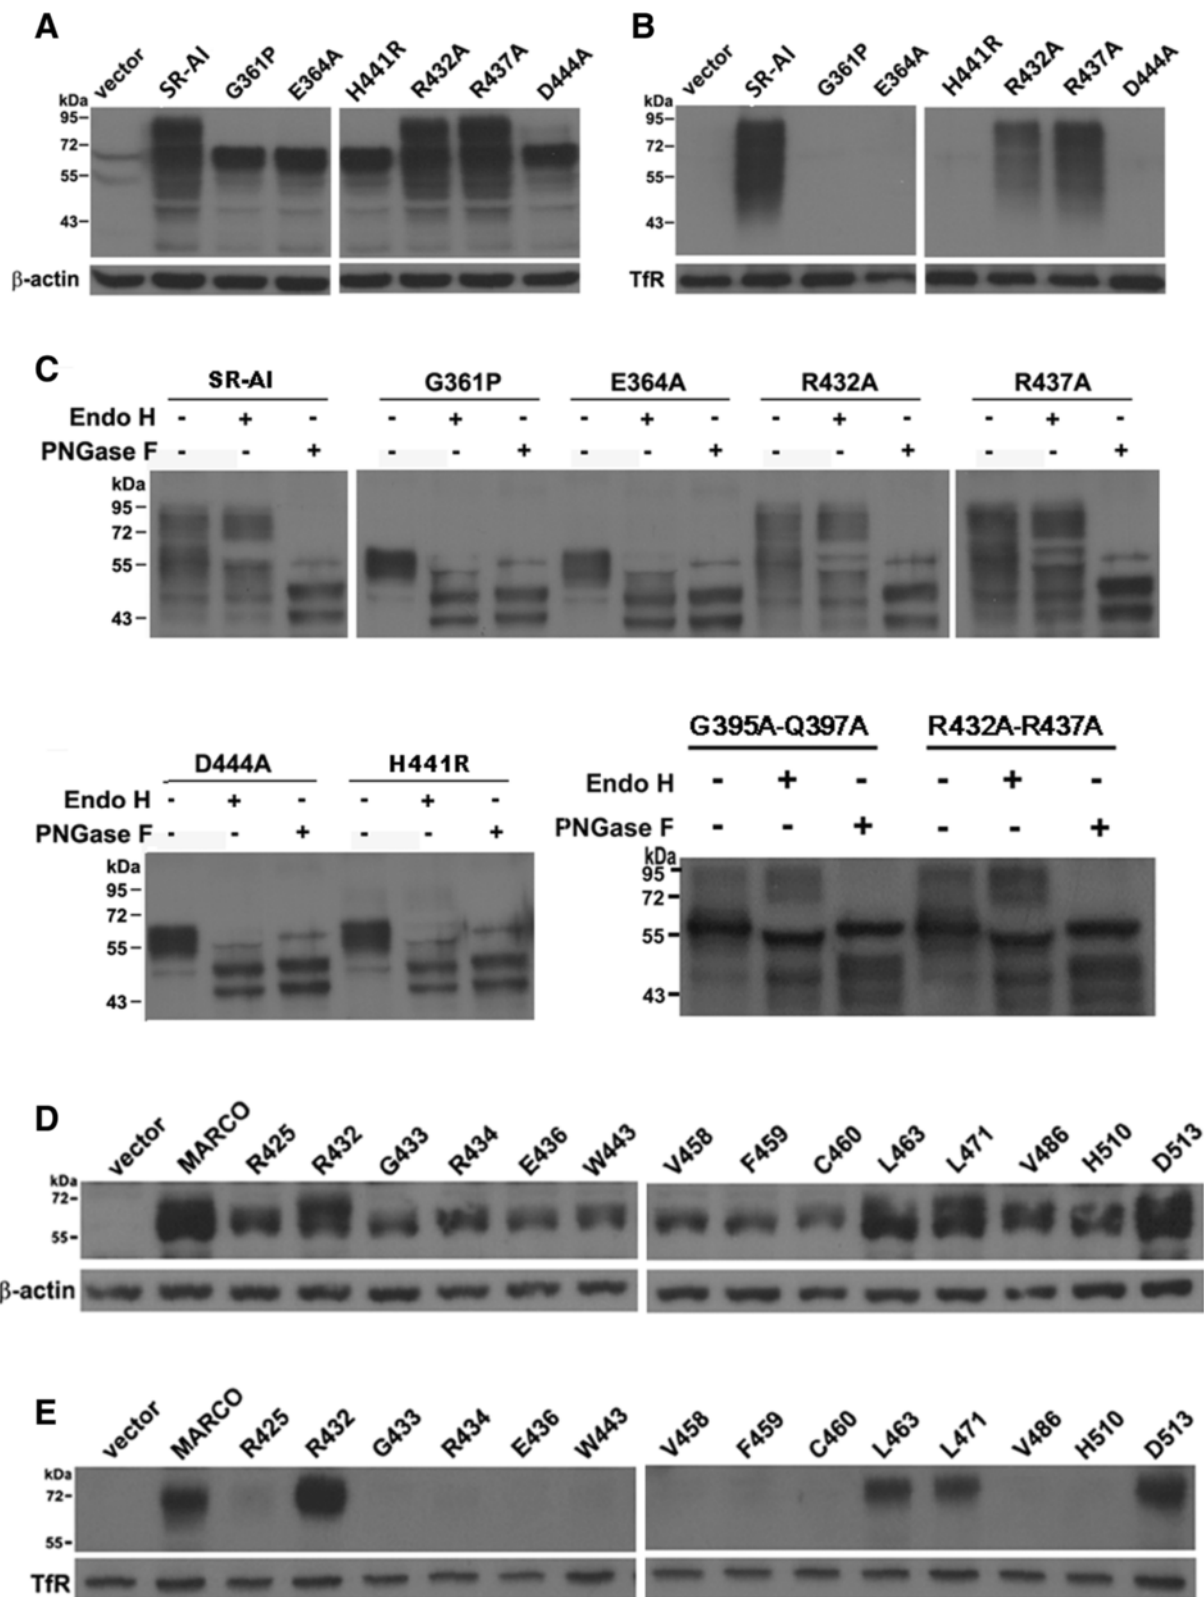 A
vector SR-AI G361P E364A H441R R432A R437A D444A
kDa
95
72
55
43
β-actin
B
vector SR-AI G361P E364A H441R R432A R437A D444A
kDa
95
72
55
43
TfR
C
SR-AI G361P E364A R432A R437A
Endo H - + - - + - - + - - + - - + -
PNGase F - - + - - + - - + - - + - - +
kDa
95
72
55
43
D444A H441R
Endo H - + - - + -
PNGase F - - + - - +
kDa
95
72
55
43
G395A-Q397A R432A-R437A
Endo H - + - - + -
PNGase F - - + - - +
kDa
95
72
55
43
D
vector MARCO R425 R432 G433 R434 E436 W443 V458 F459 C460 L463 L471 V486 H510 D513
kDa
72
55
β-actin
E
vector MARCO R425 R432 G433 R434 E436 W443 V458 F459 C460 L463 L471 V486 H510 D513
kDa
72
55
TfR